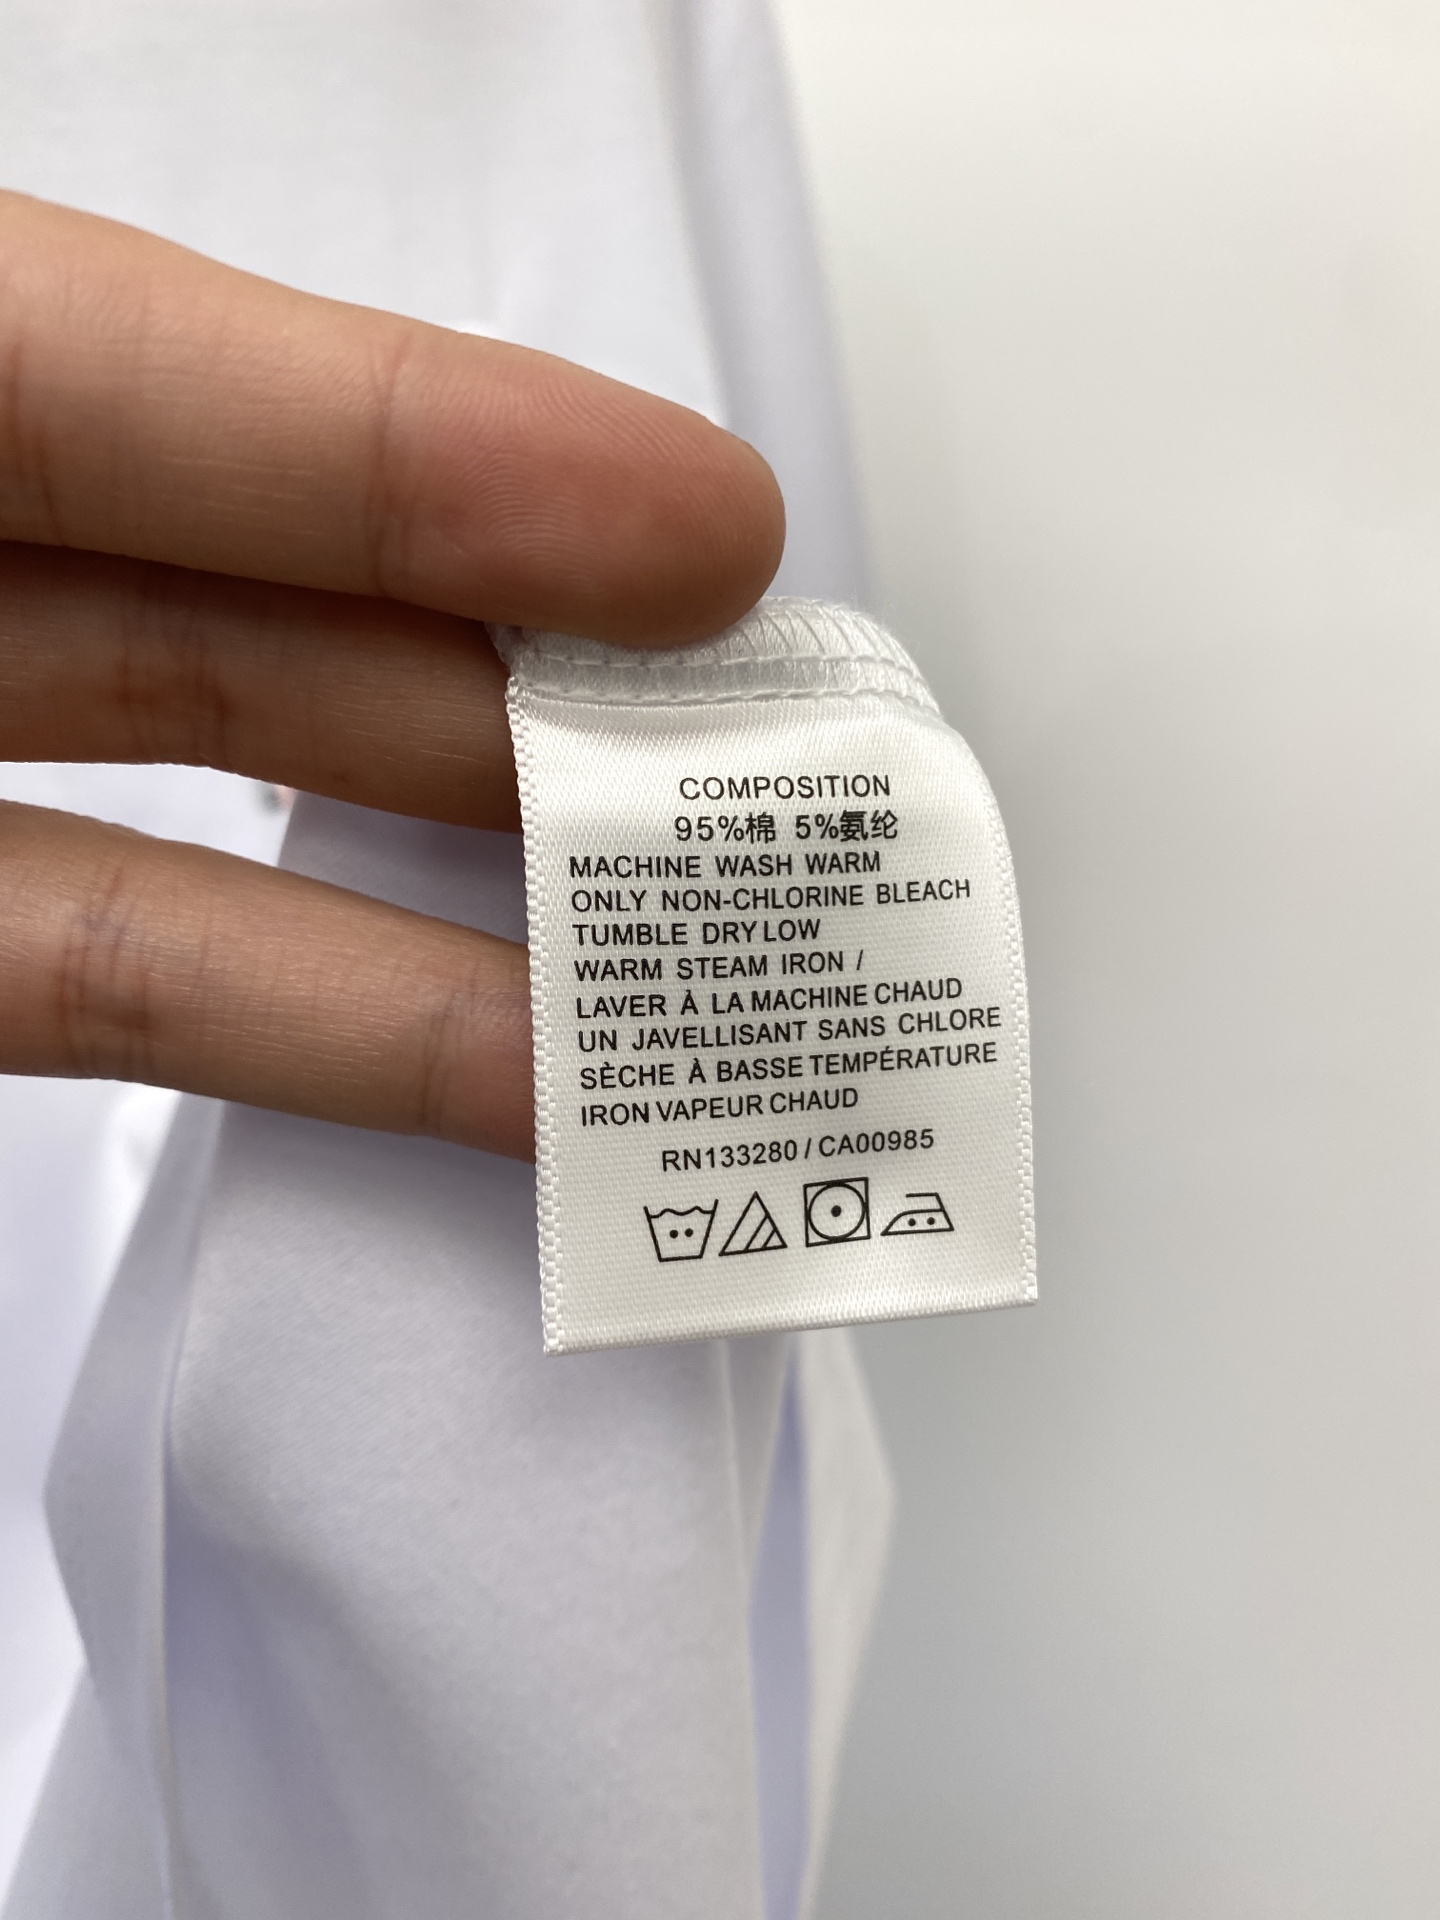 COMPOSITION
95%棉 5%氨纶
MACHINE WASH WARM
ONLY NON-CHLORINE BLEACH
TUMBLE DRY LOW
WARM STEAM IRON /
LAVER À LA MACHINE CHAUD
UN JAVELLISANT SANS CHLORE
SÈCHE À BASSE TEMPÉRATURE
IRON VAPEUR CHAUD
RN133280 / CA00985